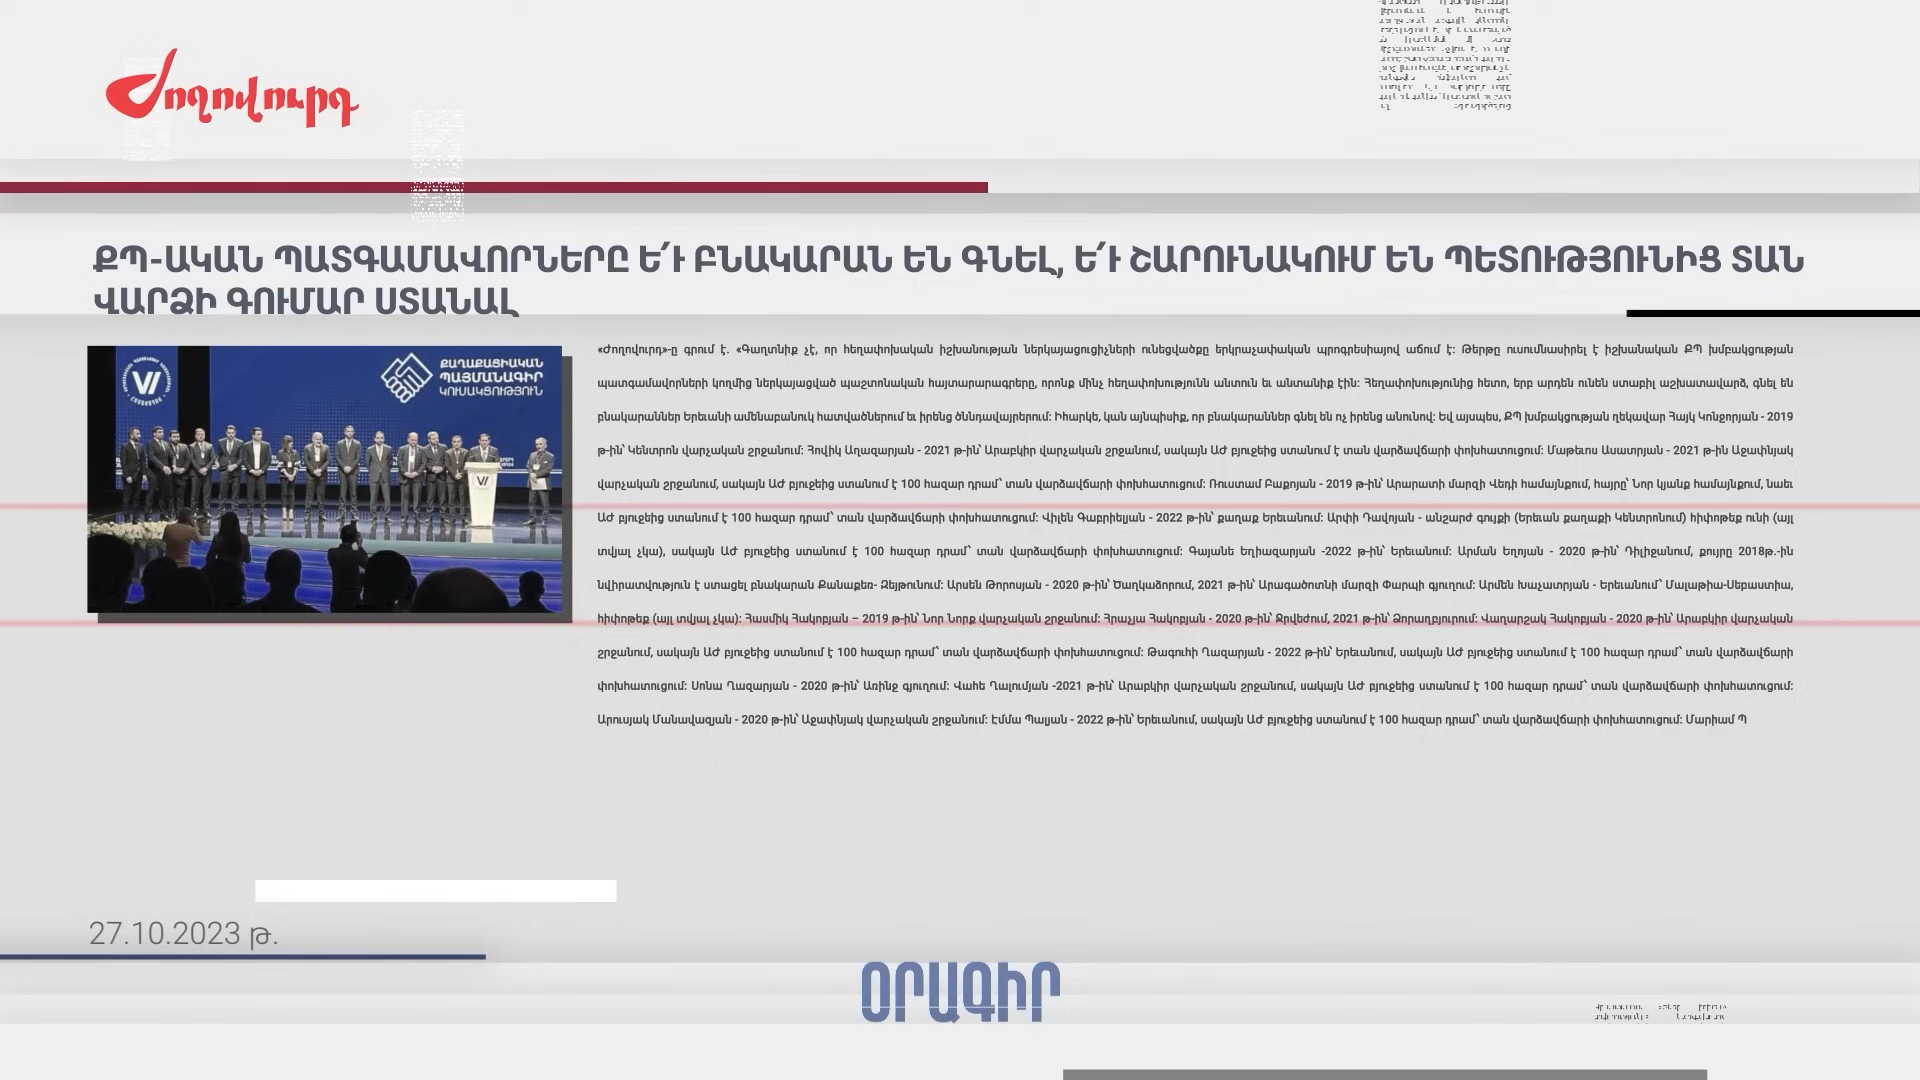 Ժողովուրդ
ՔՊ-ԱԿԱՆ ՊԱՏԳԱՄԱՎՈՐՆԵՐԸ Ե՛Ւ ԲՆԱԿԱՐԱՆ ԵՆ ԳՆԵԼ, Ե՛Ւ ՇԱՐՈՒՆԱԿՈՒՄ ԵՆ ՊԵՏՈՒԹՅՈՒՆԻՑ ՏԱՆ
ՎԱՐՁԻ ԳՈՒՄԱՐ ՍՏԱՆԱԼ
ՔԱՂԱՔԱՑԻԱԿԱՆ
ՊԱՅՄԱՆԱԳԻՐ
ԿՈՒՍԱԿՑՈՒԹՅՈՒՆ
VI
VI
«Ժողովուրդ»-ը գրում է. «Գաղտնիք չէ, որ հեղափոխական իշխանության ներկայացուցիչների ունեցվածքը երկրաչափական պրոգրեսիայով աճում է: Թերթը ուսումնասիրել է իշխանական ՔՊ խմբակցության
պատգամավորների կողմից ներկայացված պաշտոնական հայտարարագրերը, որոնք մինչ հեղափոխությունն անտուն եւ անտանիք էին: Հեղափոխությունից հետո, երբ արդեն ունեն ստաբիլ աշխատավարձ, գնել են
բնակարաններ Երեւանի ամենաբանուկ հատվածներում եւ իրենց ծննդավայրերում: Իհարկե, կան այնպիսիք, որ բնակարաններ գնել են ոչ իրենց անունով: Եվ այսպես, ՔՊ խմբակցության ղեկավար Հայկ Կոնջորյան - 2019
թ-ին՝ Կենտրոն վարչական շրջանում: Հովիկ Աղազարյան - 2021 թ-ին՝ Արաբկիր վարչական շրջանում, սակայն ԱԺ բյուջեից ստանում է տան վարձավճարի փոխհատուցում: Մաթեւոս Ասատրյան - 2021 թ-ին Աջափնյակ
վարչական շրջանում, սակայն ԱԺ բյուջեից ստանում է 100 հազար դրամ՝ տան վարձավճարի փոխհատուցում: Ռուստամ Բաքոյան - 2019 թ-ին՝ Արարատի մարզի Վեդի համայնքում, հայրը՝ Նոր կյանք համայնքում, նաեւ
ԱԺ բյուջեից ստանում է 100 հազար դրամ՝ տան վարձավճարի փոխհատուցում: Վիլեն Գաբրիելյան - 2022 թ-ին՝ քաղաք Երեւանում: Արփի Դավոյան - անշարժ գույքի (Երեւան քաղաքի Կենտրոնում) հիփոթեք ունի (այլ
տվյալ չկա), սակայն ԱԺ բյուջեից ստանում է 100 հազար դրամ՝ տան վարձավճարի փոխհատուցում: Գայանե Եղիազարյան -2022 թ-ին՝ Երեւանում: Արման Եղոյան - 2020 թ-ին՝ Դիլիջանում, քույրը 2018թ.-ին
նվիրատվություն է ստացել բնակարան Քանաքեռ- Զեյթունում: Արսեն Թորոսյան - 2020 թ-ին՝ Ծաղկաձորում, 2021 թ-ին՝ Արագածոտնի մարզի Փարպի գյուղում: Արմեն Խաչատրյան - Երեւանում՝ Մալաթիա-Սեբաստիա,
հիփոթեք (այլ տվյալ չկա): Հասմիկ Հակոբյան – 2019 թ-ին՝ Նոր Նորք վարչական շրջանում: Հրաչյա Հակոբյան - 2020 թ-ին՝ Ջրվեժում, 2021 թ-ին՝ Ձորաղբյուրում: Վաղարշակ Հակոբյան - 2020 թ-ին՝ Արաբկիր վարչական
շրջանում, սակայն ԱԺ բյուջեից ստանում է 100 հազար դրամ՝ տան վարձավճարի փոխհատուցում: Թագուհի Ղազարյան - 2022 թ-ին՝ Երեւանում, սակայն ԱԺ բյուջեից ստանում է 100 հազար դրամ՝ տան վարձավճարի
փոխհատուցում: Սոնա Ղազարյան - 2020 թ-ին՝ Առինջ գյուղում: Վահե Ղալումյան -2021 թ-ին՝ Արաբկիր վարչական շրջանում, սակայն ԱԺ բյուջեից ստանում է 100 հազար դրամ՝ տան վարձավճարի փոխհատուցում:
Արուսյակ Մանավազյան - 2020 թ-ին՝ Աջափնյակ վարչական շրջանում: Էմմա Պալյան - 2022 թ-ին՝ Երեւանում, սակայն ԱԺ բյուջեից ստանում է 100 հազար դրամ՝ տան վարձավճարի փոխհատուցում: Մարիամ Պ
27.10.2023 թ.
ՕՐԱԳԻՐ